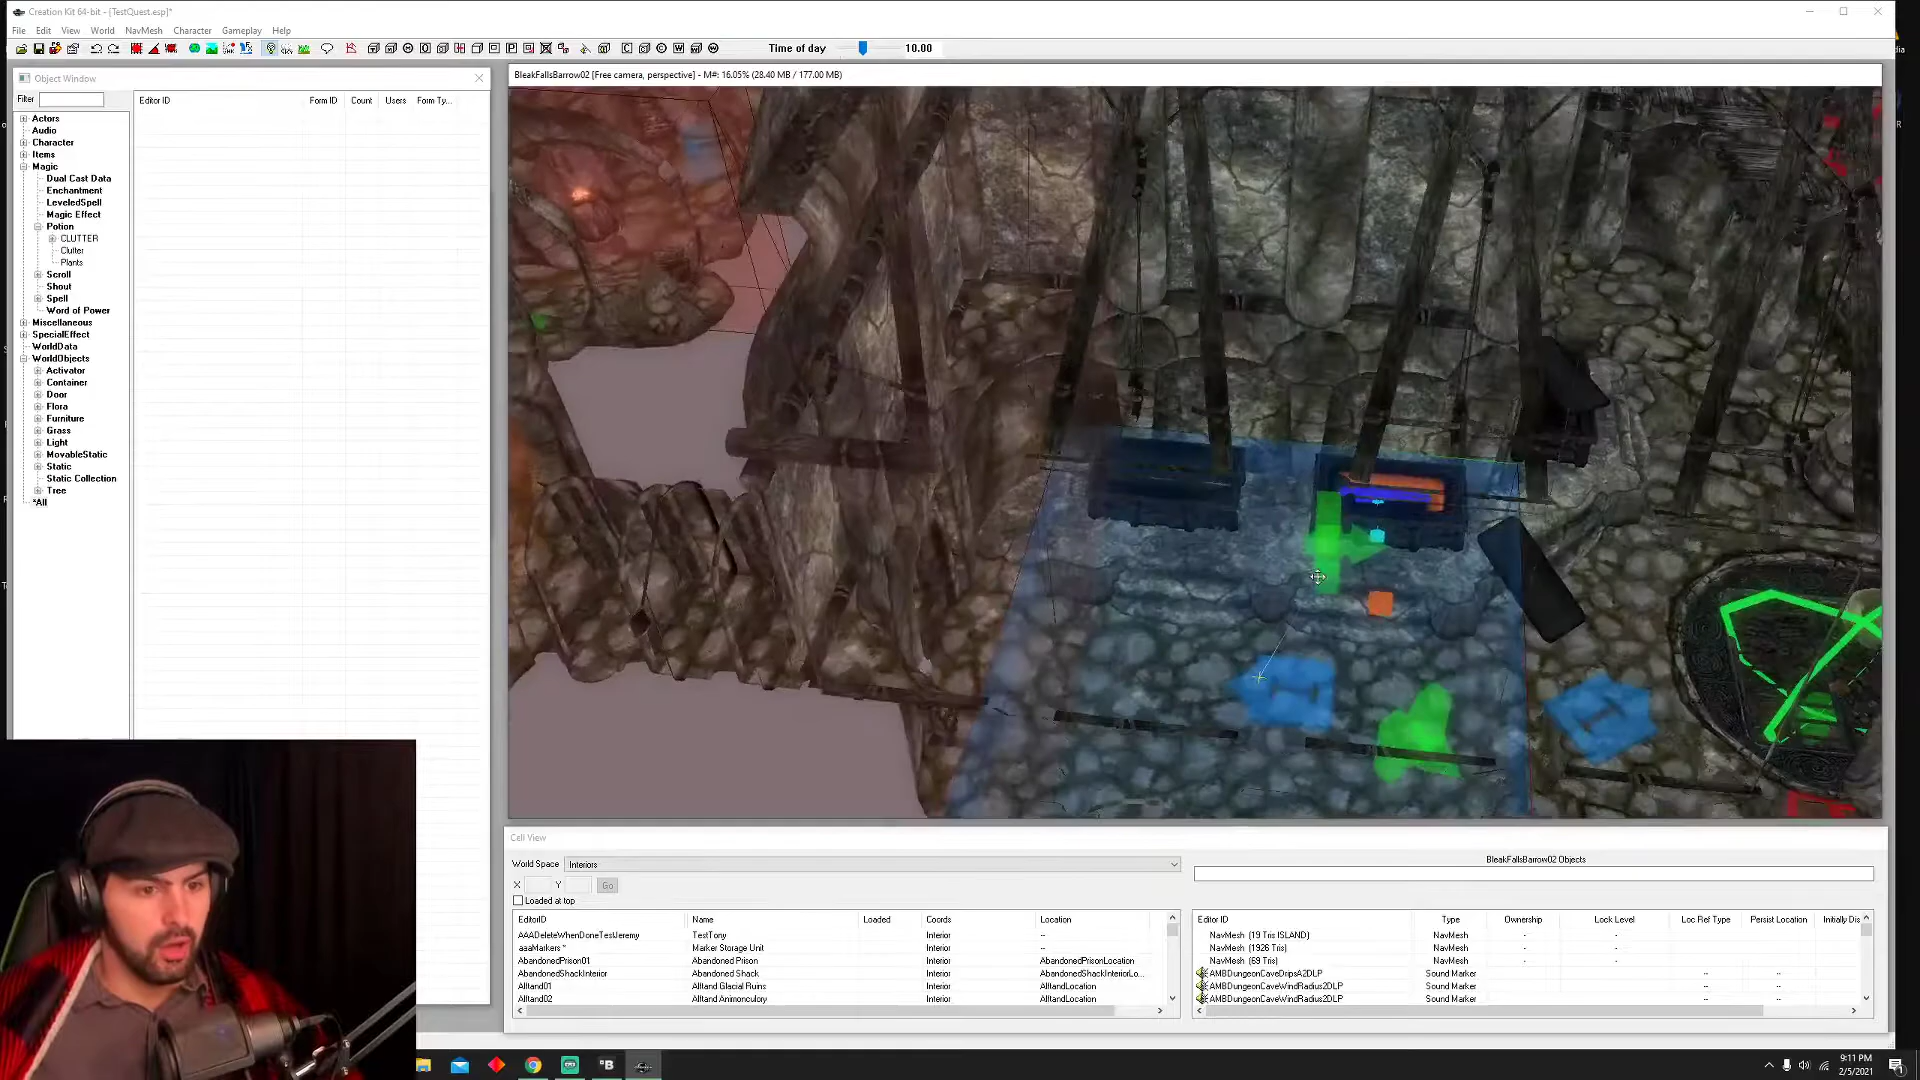 Creation Kit 64-bit - [TestQuest.esp]*
File Edit View World NavMesh Character Gameplay Help
Time of day 10.00
Object Window
Filter
Editor ID Form ID Count Users Form Ty...
Actors
Audio
Character
Items
Magic
Dual Cast Data
Enchantment
LeveledSpell
Magic Effect
Potion
CLUTTER
Clutter
Plants
Scroll
Shout
Spell
Word of Power
Miscellaneous
SpecialEffect
WorldData
WorldObjects
Activator
Container
Door
Flora
Furniture
Grass
Light
MovableStatic
Static
Static Collection
Tree
*All
BleakFallsBarrow02 [Free camera, perspective] - M#: 16.05% (28.40 MB / 177.00 MB)
Cell View
World Space Interiors
X Y Go
Loaded at top
EditorID Name Loaded Coords Location
AAADeleteWhenDoneTestJeremy TestTony Interior --
aaaMarkers * Marker Storage Unit Interior --
AbandonedPrison01 Abandoned Prison Interior AbandonedPrisonLocation
AbandonedShackInterior Abandoned Shack Interior AbandonedShackInteriorLo...
Alftand01 Alftand Glacial Ruins Interior AlftandLocation
Alftand02 Alftand Animonculory Interior AlftandLocation
BleakFallsBarrow02 Objects
Editor ID Type Ownership Lock Level Loc Ref Type Persist Location Initially Dis
NavMesh (19 Tris ISLAND) NavMesh - -
NavMesh (1926 Tris) NavMesh - -
NavMesh (69 Tris) NavMesh - -
AMBDungeonCaveDripsA2DLP Sound Marker -- --
AMBDungeonCaveWindRadius2DLP Sound Marker -- --
AMBDungeonCaveWindRadius2DLP Sound Marker -- --
9:11 PM
2/5/2021